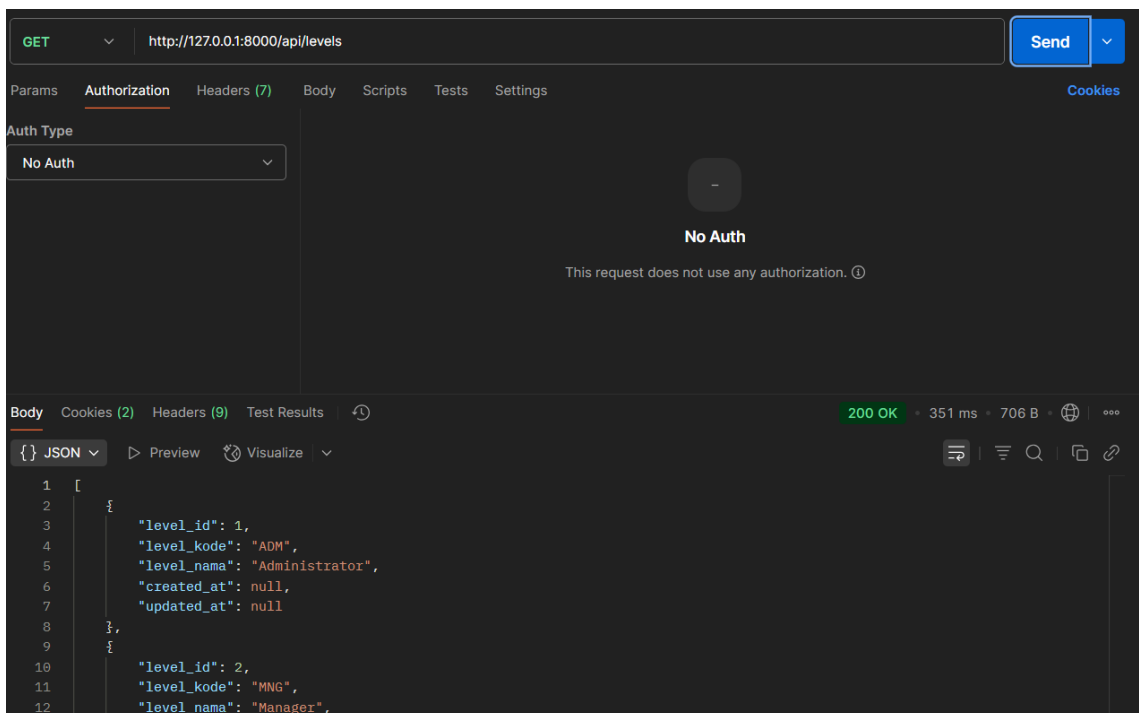 GET http://127.0.0.1:8000/api/levels Send
Params Authorization Headers (7) Body Scripts Tests Settings Cookies
Auth Type
No Auth
No Auth
This request does not use any authorization.
Body Cookies (2) Headers (9) Test Results 200 OK • 351 ms • 706 B
{} JSON Preview Visualize
1 [
2 {
3 "level_id": 1,
4 "level_kode": "ADM",
5 "level_nama": "Administrator",
6 "created_at": null,
7 "updated_at": null
8 },
9 {
10 "level_id": 2,
11 "level_kode": "MNG",
12 "level_nama": "Manager",